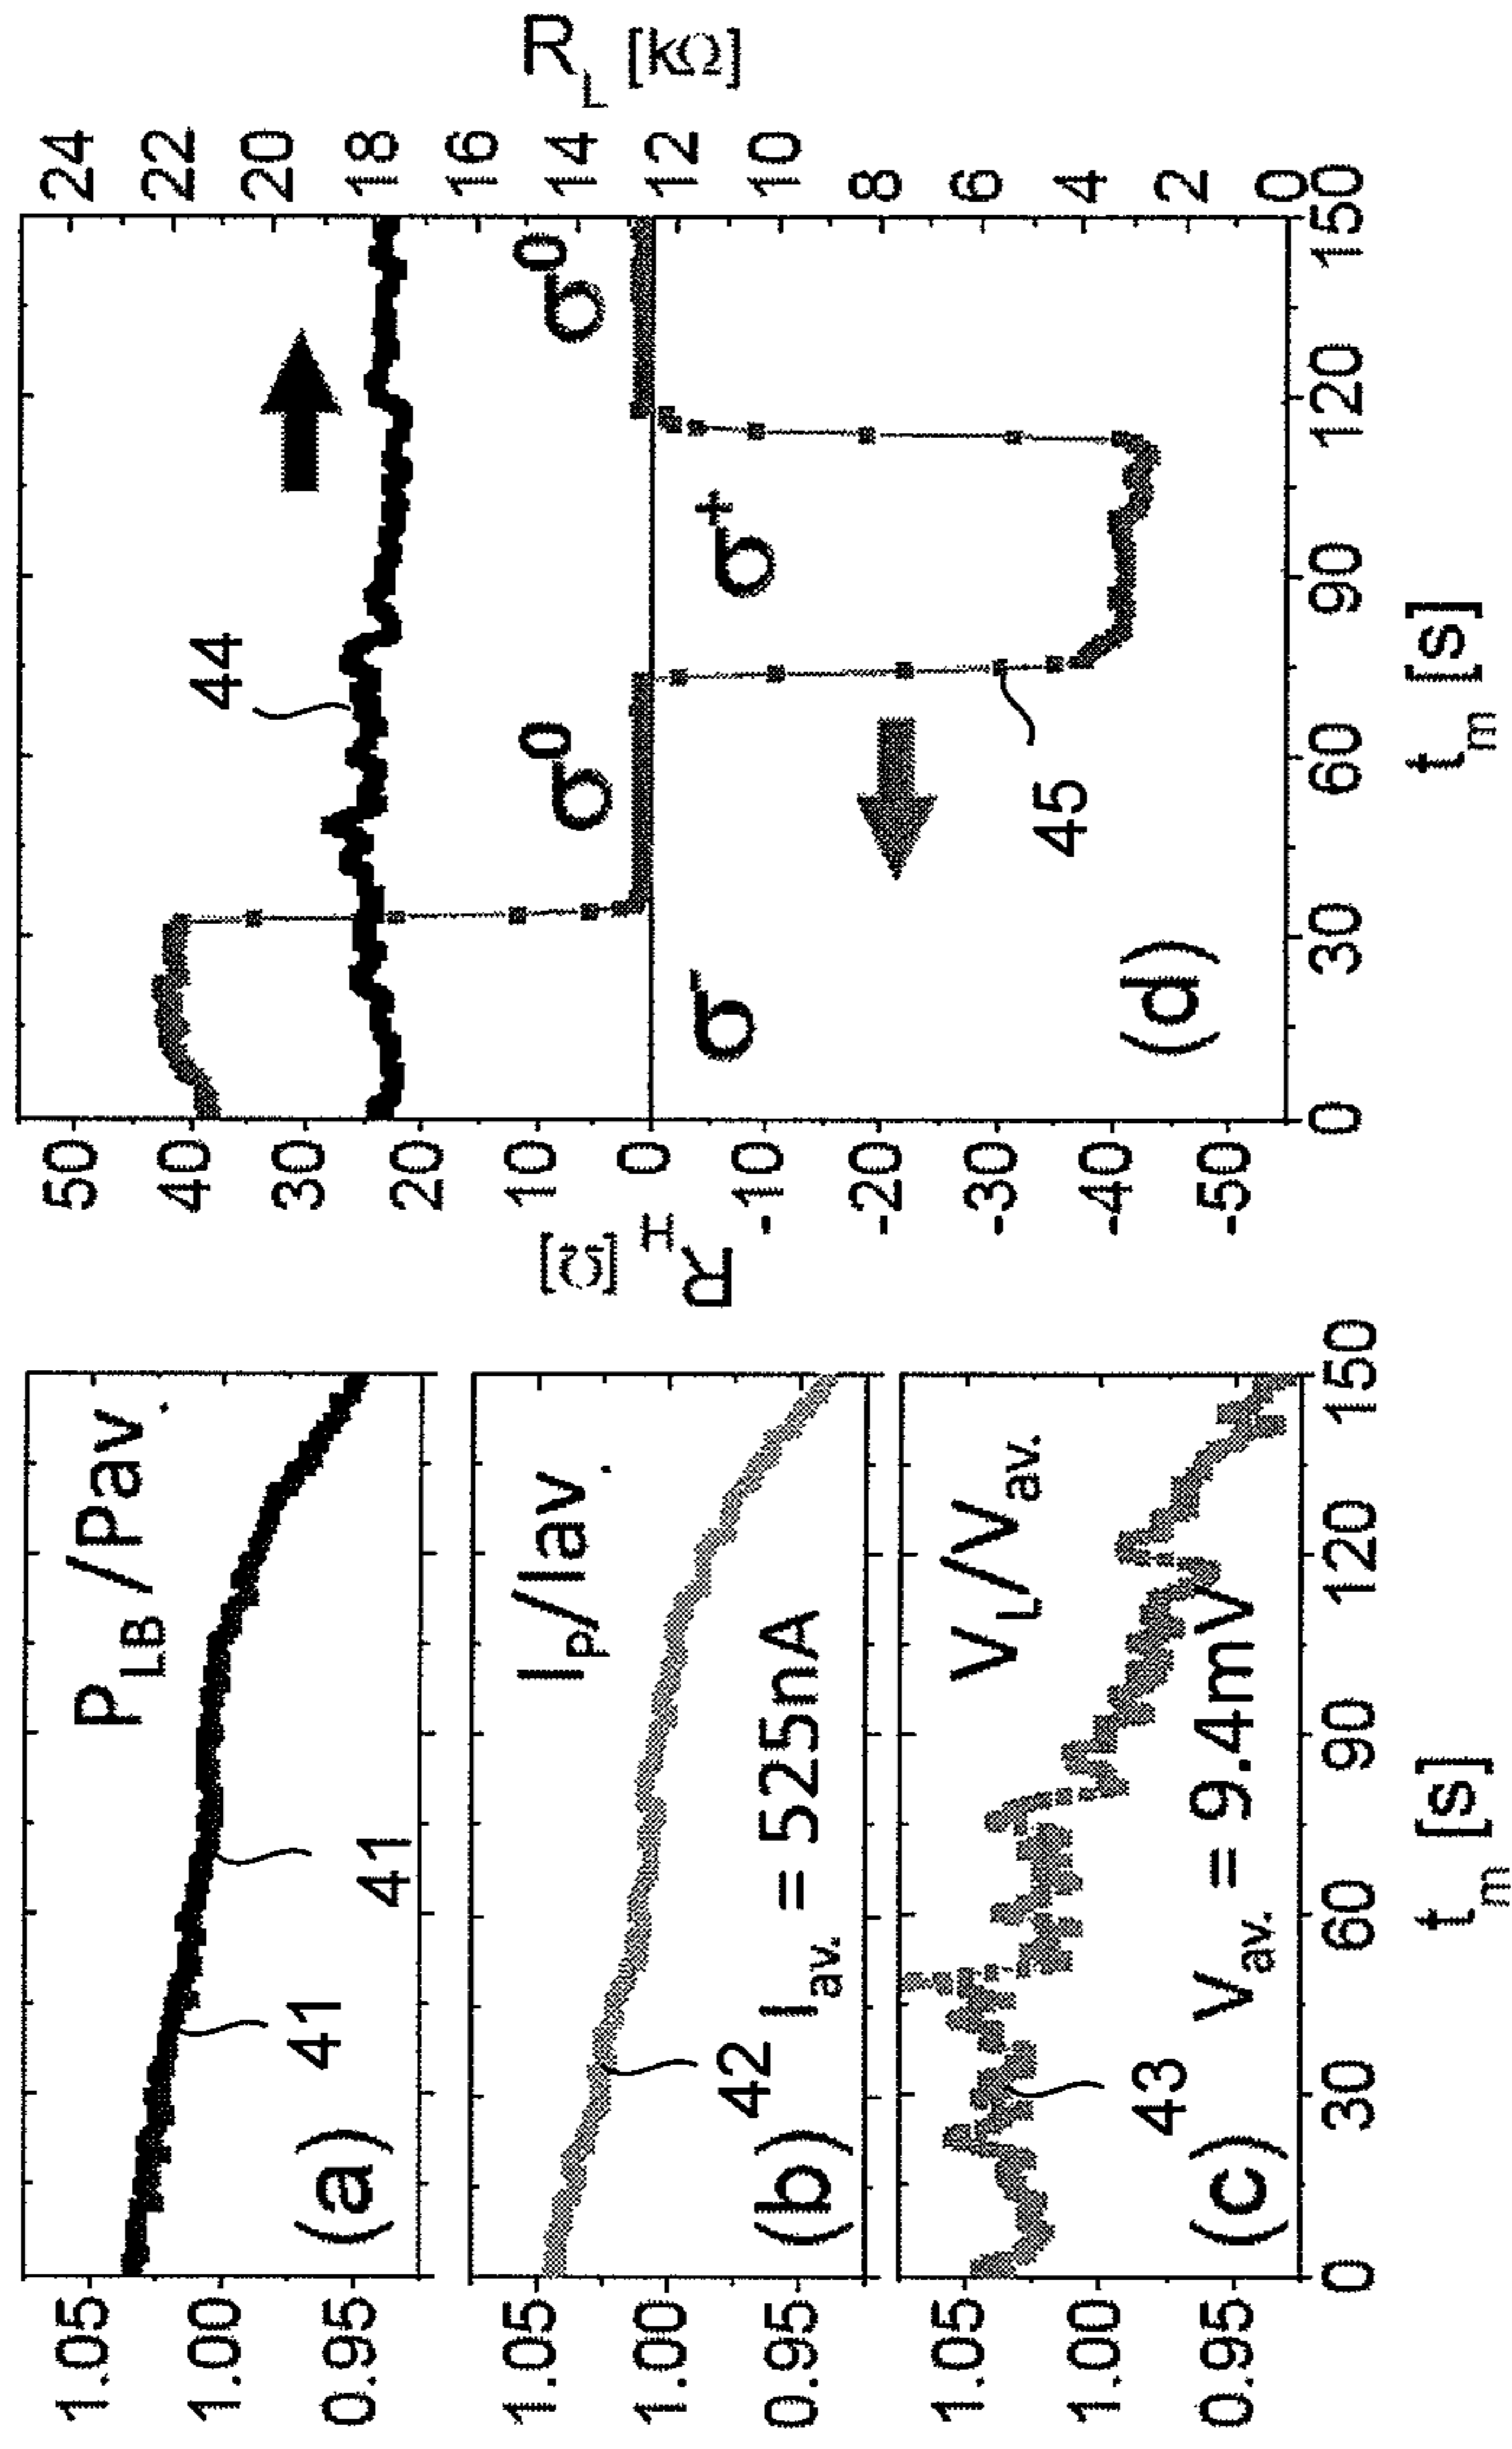 P_LB/Pav.
1.05
1.00
0.95
41
41
(a)
I_p/Iav.
1.05
1.00
0.95
42
I_av. = 525nA
(b)
V_L/V_av.
1.05
1.00
0.95
43
V_av. = 9.4mV
(c)
0 30 60 90 120 150
t_m [s]
R_H [Ω]
50
40
30
20
10
0
-10
-20
-30
-40
-50
44
σ⁰
σ⁰
σ⁻
σ⁺
45
(d)
R_L [kΩ]
24
22
20
18
16
14
12
10
8
6
4
2
0
0 30 60 90 120 150
t_m [s]